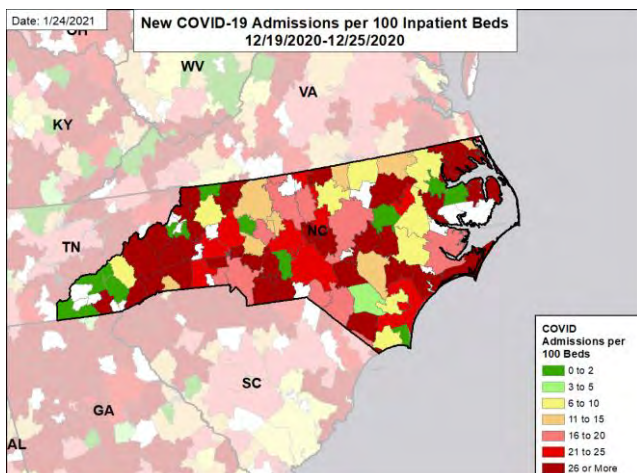 Date: 1/24/2021
New COVID-19 Admissions per 100 Inpatient Beds
12/19/2020-12/25/2020
OH
WV
VA
KY
TN
NC
SC
GA
AL
COVID
Admissions per
100 Beds
0 to 2
3 to 5
6 to 10
11 to 15
16 to 20
21 to 25
26 or More